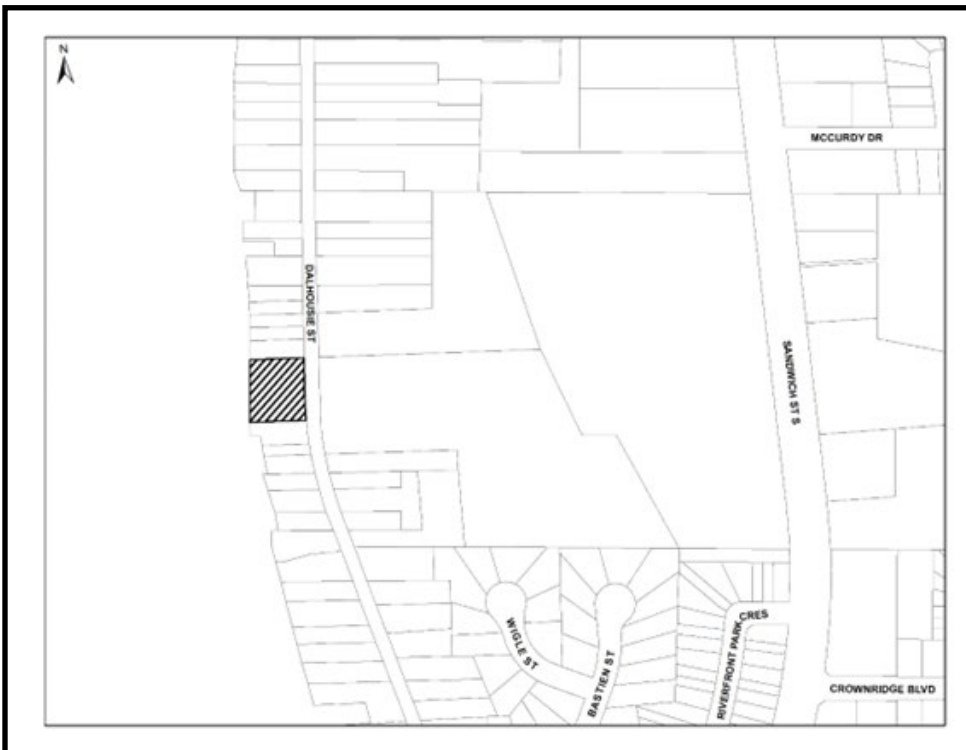 N
MCCURDY DR
DALHOUSIE ST
SANDWICH ST S
CRES
RIVERFRONT PARK
WIGLE ST
BASTIEN ST
CROWNRIDGE BLVD